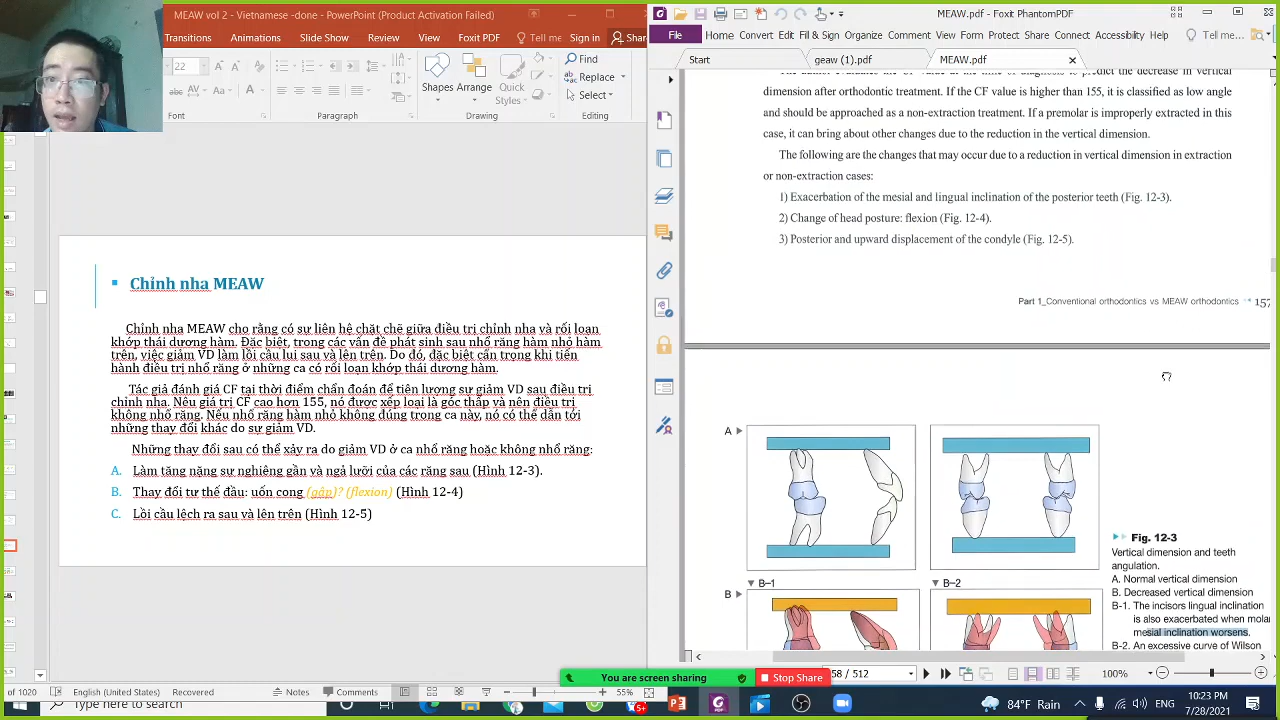 MEAW vol 2 - Vietnamese -done - PowerPoint (Product Activation Failed)
Transitions Animations Slide Show Review View Foxit PDF Tell me... Sign in Shar
22
Shapes Arrange Quick Styles
Find
Replace
Select
Font Paragraph Drawing Editing
Chỉnh nha MEAW
Chỉnh nha MEAW cho rằng có sự liên hệ chặt chẽ giữa điều trị chỉnh nha và rối loạn
khớp thái dương hàm. Đặc biệt, trong các vấn đề phát sinh sau nhổ răng hàm nhỏ hàm
trên, việc giảm VD làm lồi cầu lui sau và lên trên. Do đó, đặc biệt cẩn trọng khi tiến
hành điều trị nhổ răng ở những ca có rối loạn khớp thái dương hàm.
Tác giả đánh giá CF tại thời điểm chẩn đoán để tiên lượng sự giảm VD sau điều trị
chỉnh nha. Nếu giá trị CF cao hơn 155, nó được xếp loại là góc thấp và nên điều trị
không nhổ răng. Nếu nhổ răng hàm nhỏ không đúng trong ca này, nó có thể dẫn tới
những thay đổi khác do sự giảm VD.
Những thay đổi sau có thể xảy ra do giảm VD ở ca nhổ răng hoặc không nhổ răng:
A. Làm tăng nặng sự nghiêng gần và ngả lưỡi của các răng sau (Hình 12-3).
B. Thay đổi tư thế đầu: uốn cong (gập)? (flexion) (Hình 12-4)
C. Lồi cầu lệch ra sau và lên trên (Hình 12-5)
of 1020 English (United States) Recovered Notes Comments 55%
MEAW.pdf - Foxit PhantomPDF
File Home Convert Edit Organize Comment View Form Protect Share Accessibility Help Tell me...
Start geaw (1).pdf MEAW.pdf
dimension after orthodontic treatment. If the CF value is higher than 155, it is classified as low angle
and should be approached as a non-extraction treatment. If a premolar is improperly extracted in this
case, it can bring about other changes due to the reduction in the vertical dimension.
The following are the changes that may occur due to a reduction in vertical dimension in extraction
or non-extraction cases:
1) Exacerbation of the mesial and lingual inclination of the posterior teeth (Fig. 12-3).
2) Change of head posture: flexion (Fig. 12-4).
3) Posterior and upward displacement of the condyle (Fig. 12-5).
Part 1_Conventional orthodontics vs MEAW orthodontics 157
A
B-1 B-2
B
Fig. 12-3
Vertical dimension and teeth
angulation.
A. Normal vertical dimension
B. Decreased vertical dimension
B-1. The incisors lingual inclination
is also exacerbated when molar
mesial inclination worsens.
B-2. An excessive curve of Wilson
58 / 512 100%
You are screen sharing Stop Share
Type here to search
5+
84°F Rain ENG 10:23 PM
7/28/2021